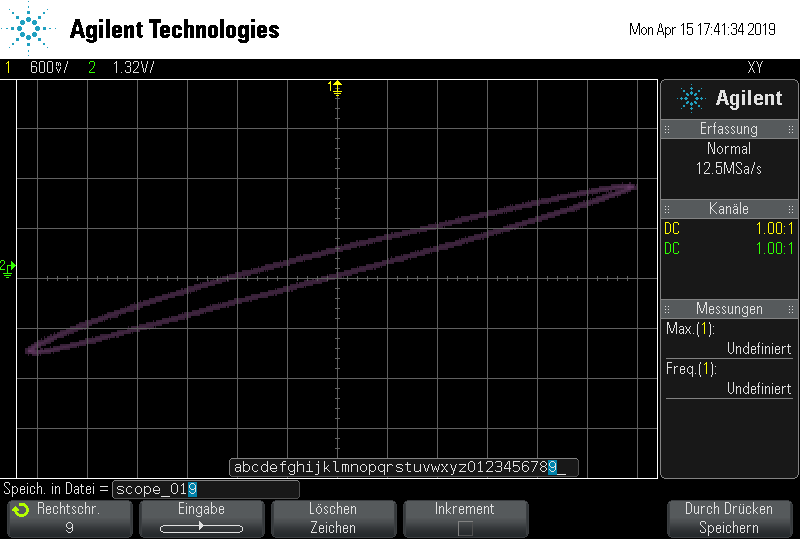 Agilent Technologies
Mon Apr 15 17:41:34 2019
1 600mV/ 2 1.32V/ XY
1
2
Agilent
Erfassung
Normal
12.5MSa/s
Kanäle
DC 1.00:1
DC 1.00:1
Messungen
Max.(1):
Undefiniert
Freq.(1):
Undefiniert
abcdefghijklmnopqrstuvwxyz0123456789_
Speich. in Datei = scope_019
Rechtschr.
9
Eingabe
Löschen
Zeichen
Inkrement
Durch Drücken
Speichern